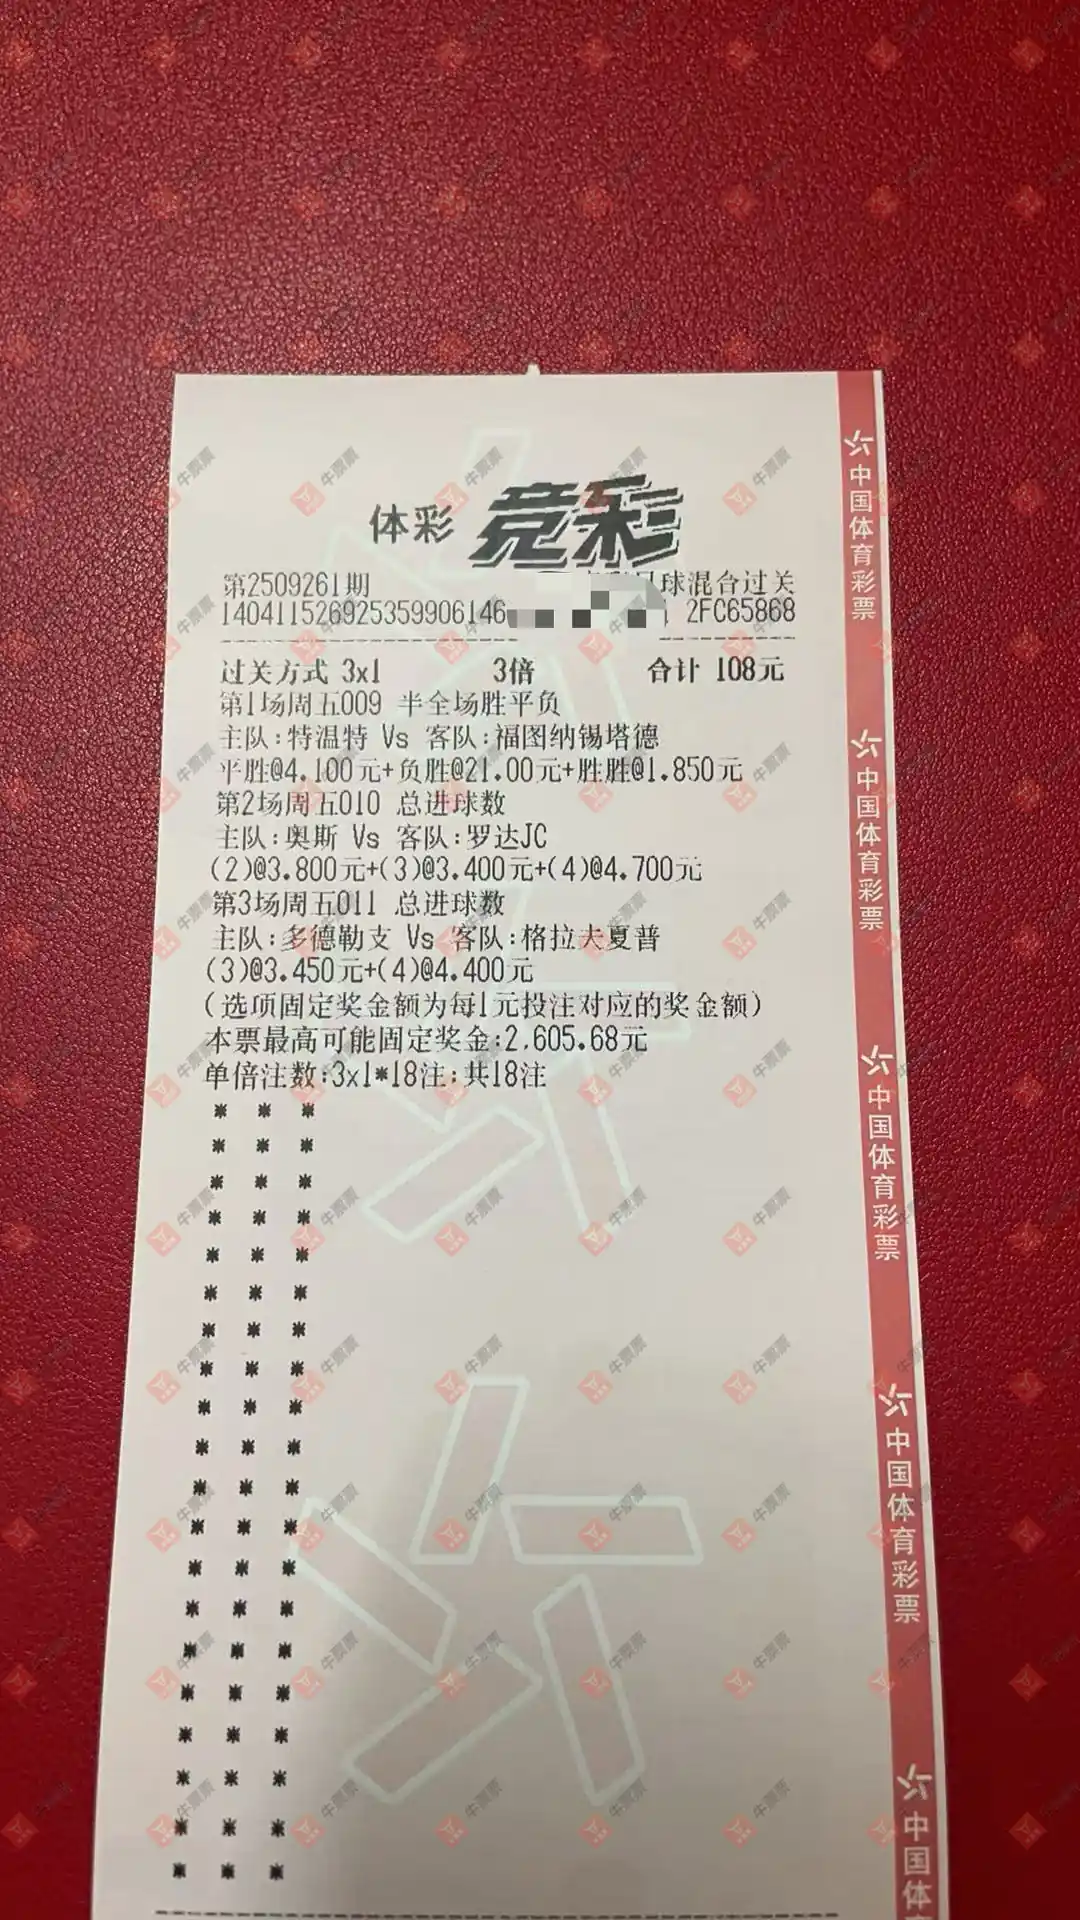 体彩 竞彩
第2509261期 球混合过关
140411526925359906146 2FC65868
过关方式 3x1 3倍 合计 108元
第1场周五009 半全场胜平负
主队:特温特 Vs 客队:福图纳锡塔德
平胜@4.100元+负胜@21.00元+胜胜@1.850元
第2场周五010 总进球数
主队:奥斯 Vs 客队:罗达JC
(2)@3.800元+(3)@3.400元+(4)@4.700元
第3场周五011 总进球数
主队:多德勒支 Vs 客队:格拉夫夏普
(3)@3.450元+(4)@4.400元
(选项固定奖金额为每1元投注对应的奖金额)
本票最高可能固定奖金:2,605.68元
单倍注数:3x1*18注;共18注
中国体育彩票
中国体育彩票
中国体育彩票
中国体育彩票
中国体
牛票票